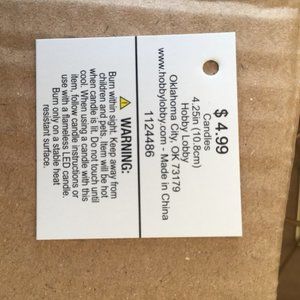 $ 4.99
Candles
4.25in (10.8cm)
Hobby Lobby
Oklahoma City, OK 73179
www.hobbylobby.com - Made in China
1124486
WARNING:
Burn within sight. Keep away from
children and pets. Item will be hot
when candle is lit. Do not touch until
cool. When using a candle with this
item, follow candle instructions or
use with a flameless LED candle.
Burn only on a stable heat
resistant surface.